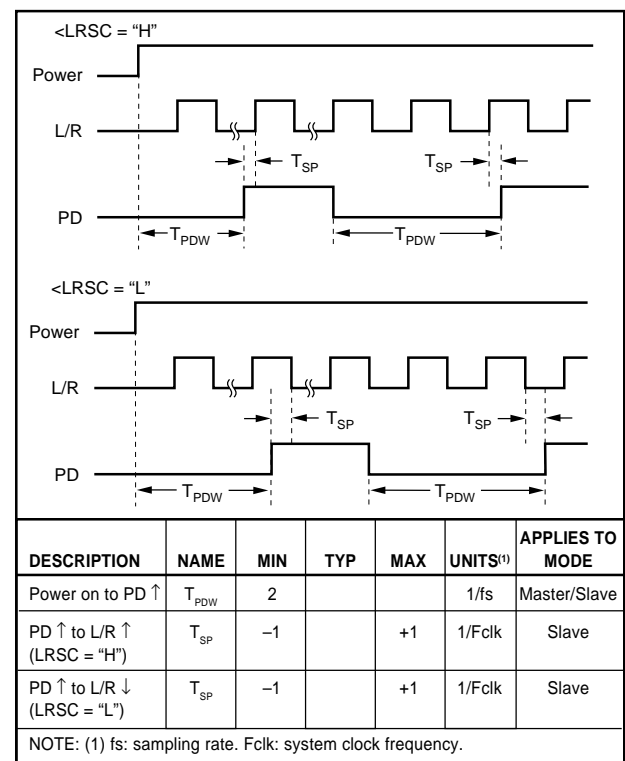 <LRSC = “H”
Power
L/R
T_SP T_SP
PD
T_PDW T_PDW
<LRSC = “L”
Power
L/R
T_SP T_SP
PD
T_PDW T_PDW
DESCRIPTION NAME MIN TYP MAX UNITS(1) APPLIES TO MODE
Power on to PD ↑ T_PDW 2 1/fs Master/Slave
PD ↑ to L/R ↑ (LRSC = “H”) T_SP –1 +1 1/Fclk Slave
PD ↑ to L/R ↓ (LRSC = “L”) T_SP –1 +1 1/Fclk Slave
NOTE: (1) fs: sampling rate. Fclk: system clock frequency.